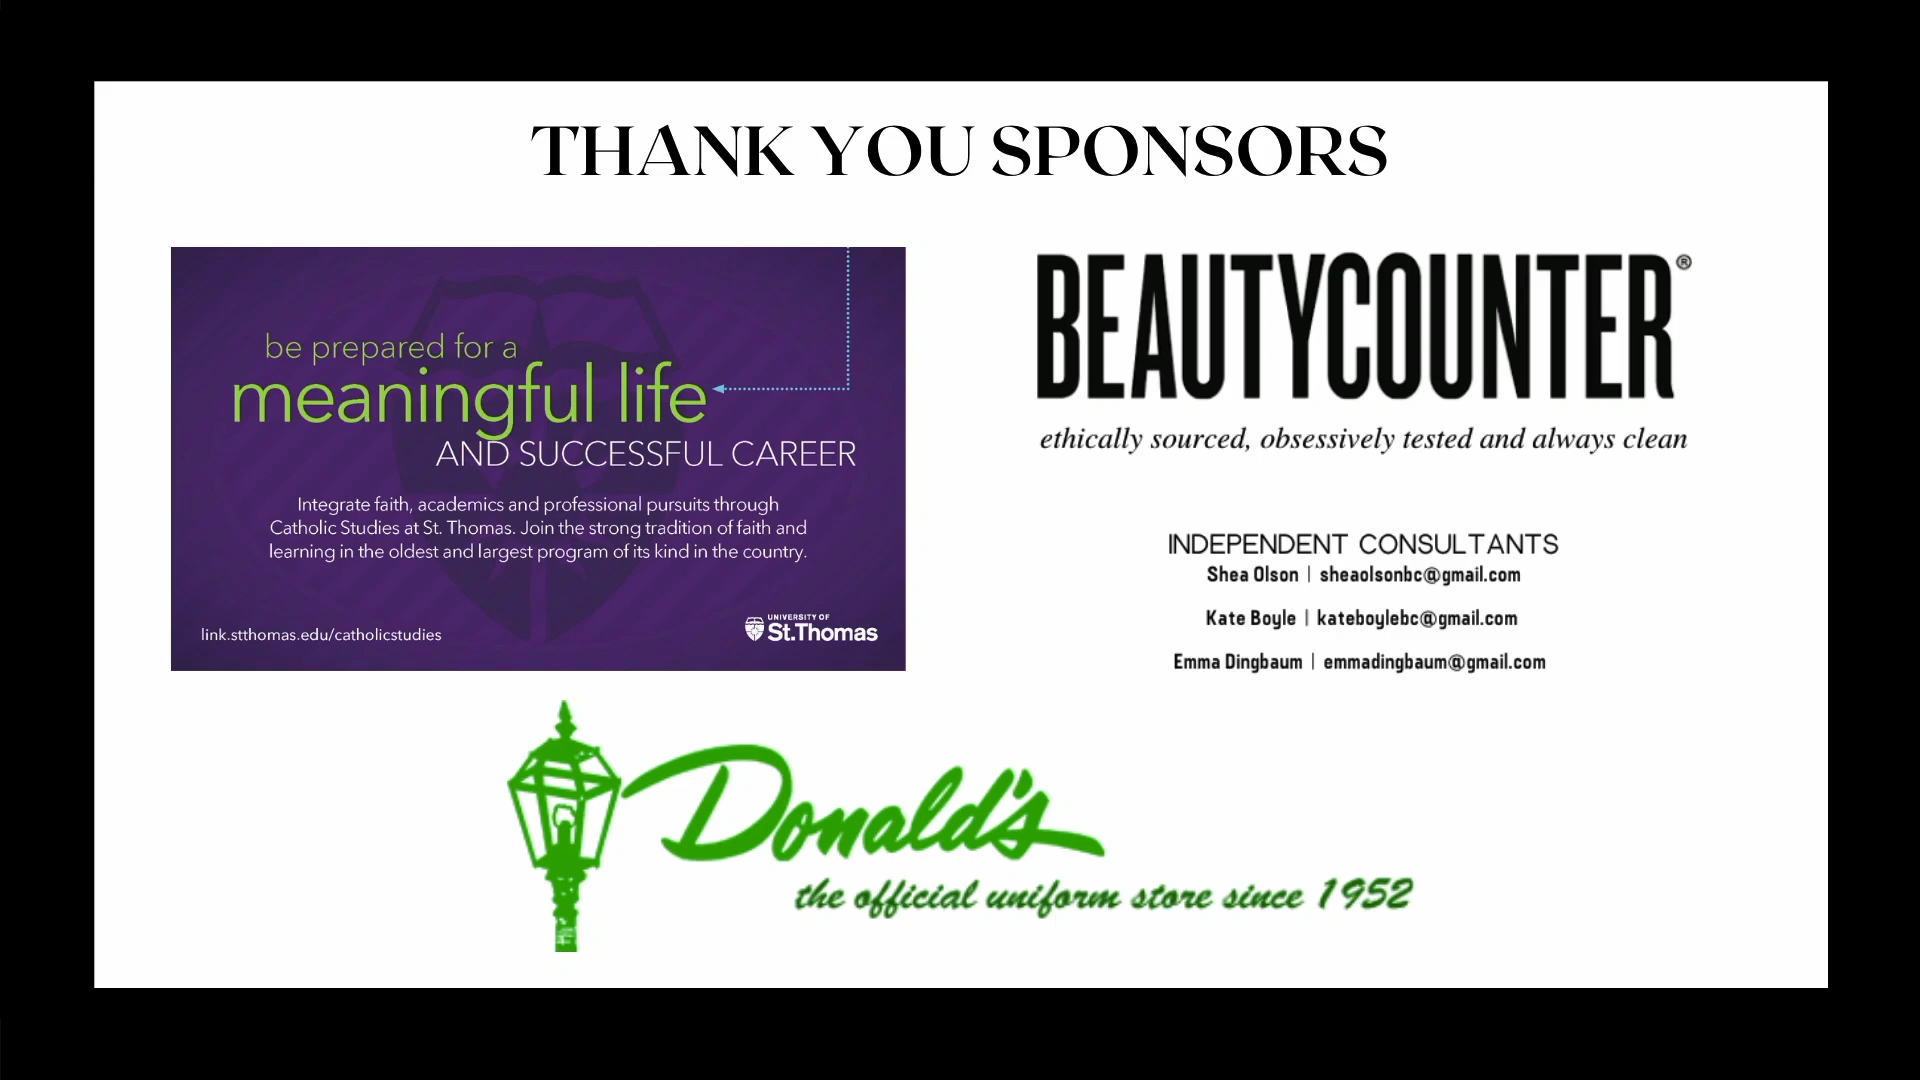 THANK YOU SPONSORS
be prepared for a
meaningful life
AND SUCCESSFUL CAREER
Integrate faith, academics and professional pursuits through
Catholic Studies at St. Thomas. Join the strong tradition of faith and
learning in the oldest and largest program of its kind in the country.
link.stthomas.edu/catholicstudies
UNIVERSITY OF
St.Thomas
BEAUTYCOUNTER®
ethically sourced, obsessively tested and always clean
INDEPENDENT CONSULTANTS
Shea Olson | sheaolsonbc@gmail.com
Kate Boyle | kateboylebc@gmail.com
Emma Dingbaum | emmadingbaum@gmail.com
Donald's
the official uniform store since 1952